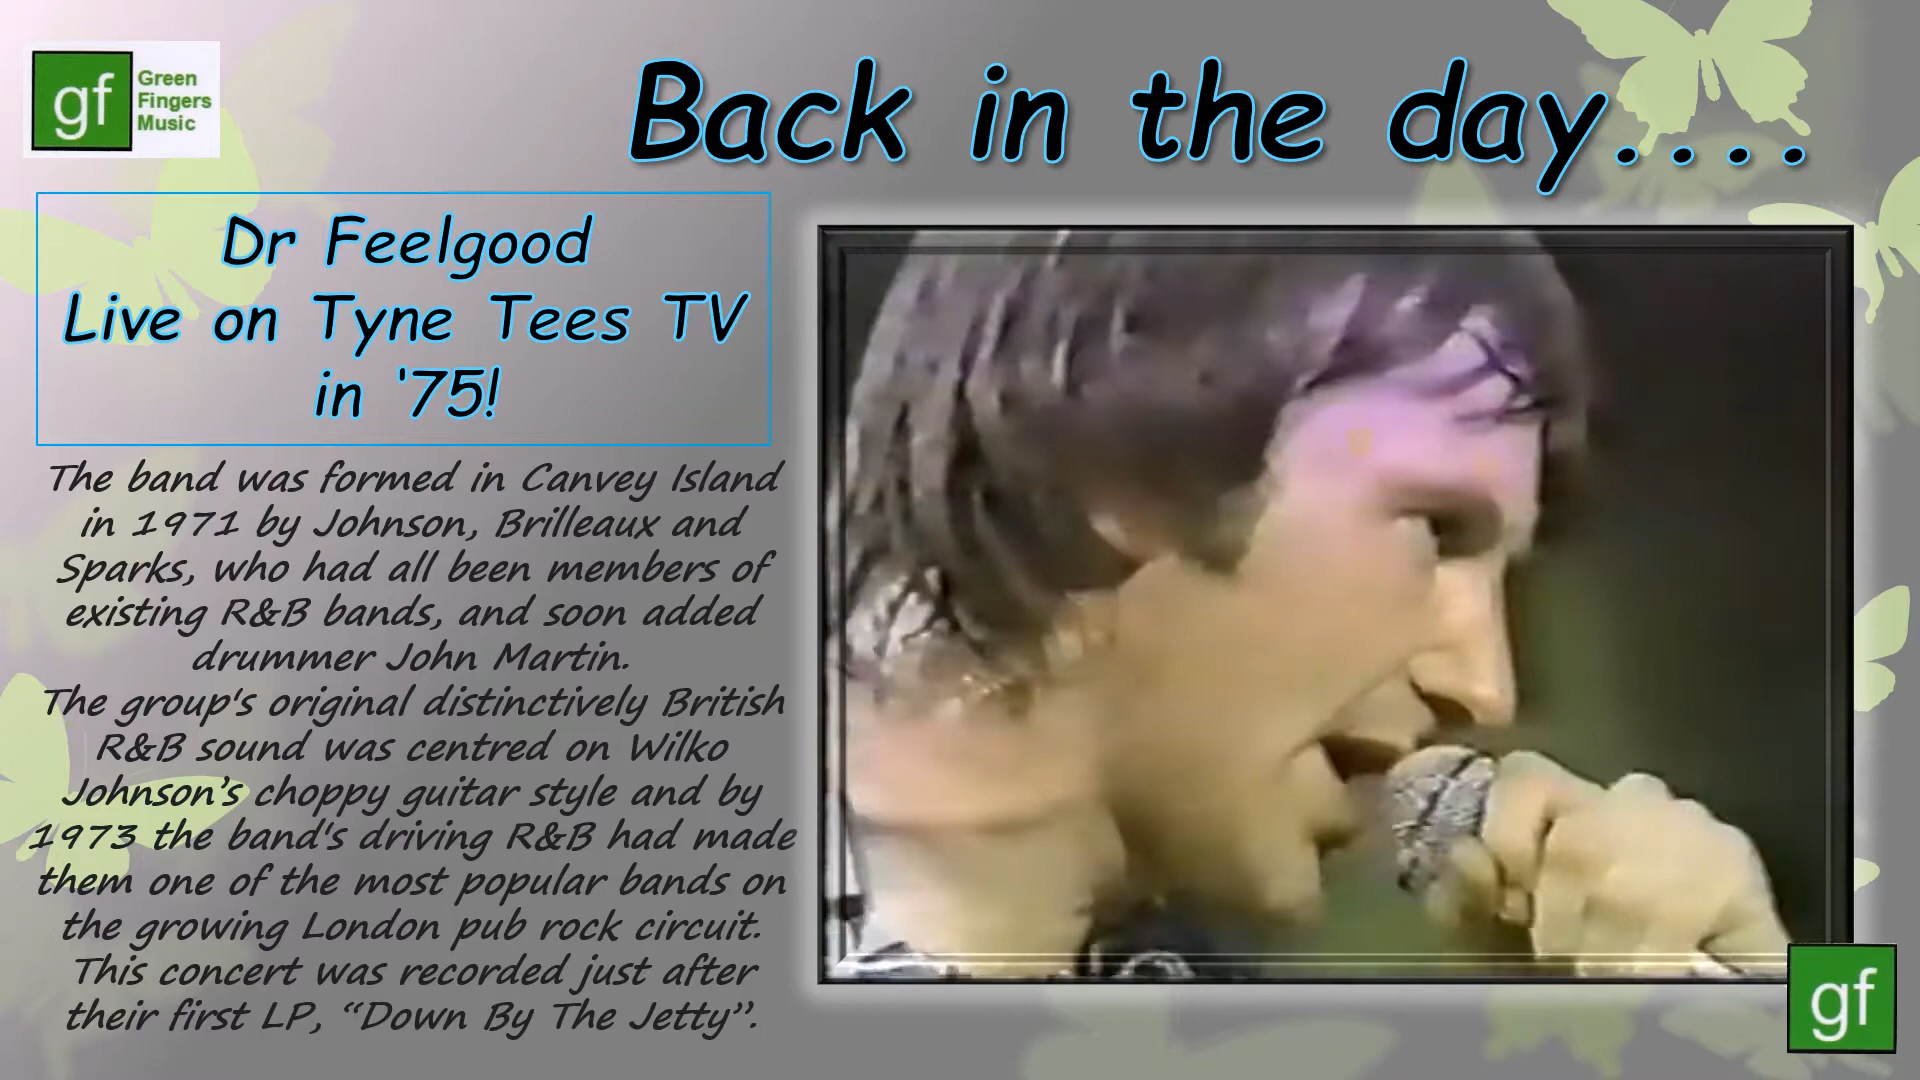 gf
Green
Fingers
Music
Back in the day....
Dr Feelgood
Live on Tyne Tees TV
in '75!
The band was formed in Canvey Island
in 1971 by Johnson, Brilleaux and
Sparks, who had all been members of
existing R&B bands, and soon added
drummer John Martin.
The group's original distinctively British
R&B sound was centred on Wilko
Johnson’s choppy guitar style and by
1973 the band's driving R&B had made
them one of the most popular bands on
the growing London pub rock circuit.
This concert was recorded just after
their first LP, “Down By The Jetty”.
gf